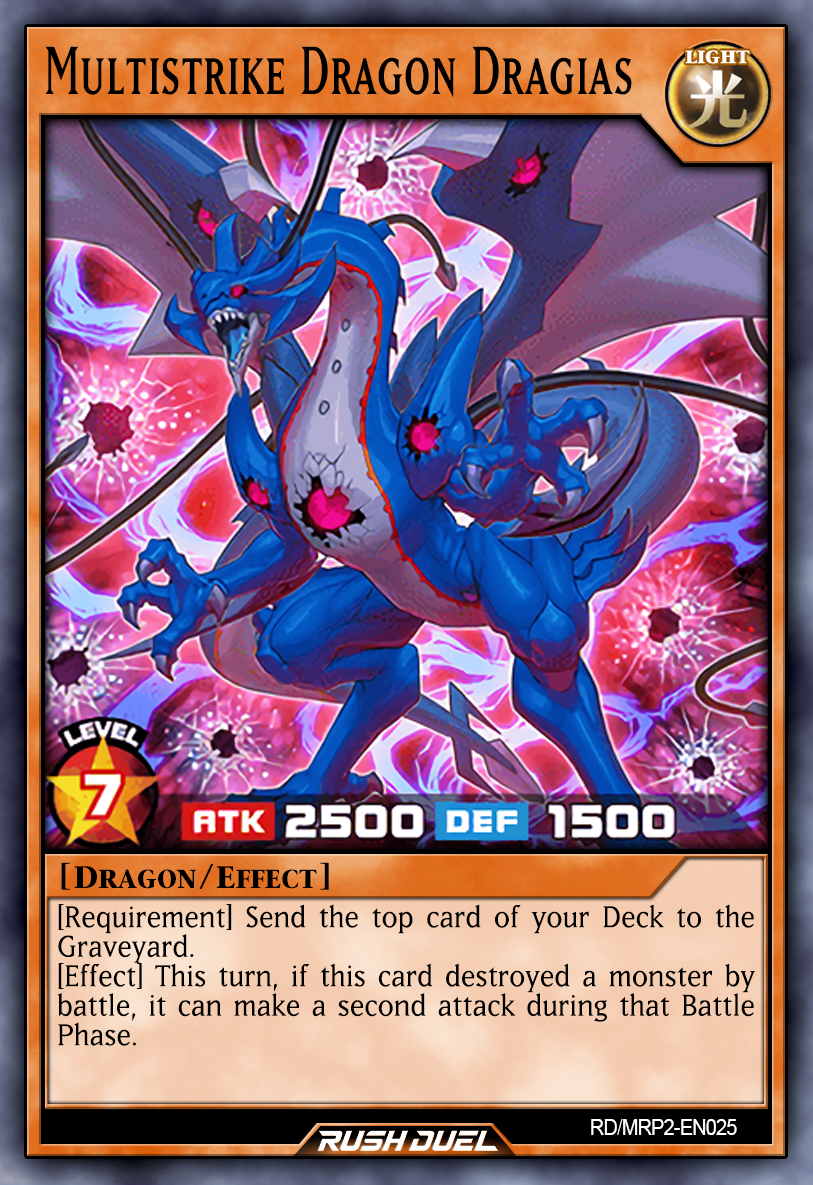 MULTISTRIKE DRAGON DRAGIAS
LIGHT
光
LEVEL
7
ATK 2500 DEF 1500
[DRAGON/EFFECT]
[Requirement] Send the top card of your Deck to the
Graveyard.
[Effect] This turn, if this card destroyed a monster by
battle, it can make a second attack during that Battle
Phase.
RD/MRP2-EN025
RUSH DUEL